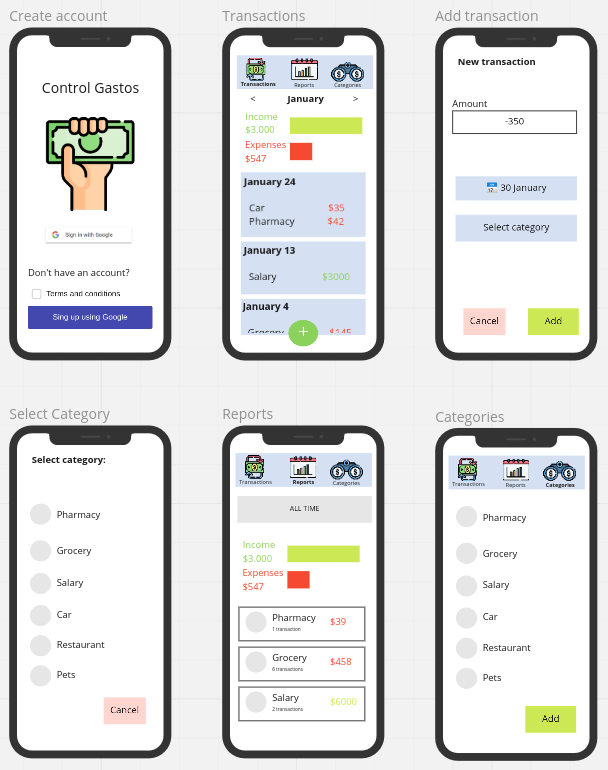 Create account
Control Gastos
Sign in with Google
Don't have an account?
Terms and conditions
Sing up using Google
Transactions
Transactions Reports Categories
< January >
Income
$3.000
Expenses
$547
January 24
Car $35
Pharmacy $42
January 13
Salary $3000
January 4
Grocery $145
+
Add transaction
New transaction
Amount
-350
30 January
Select category
Cancel Add
Select Category
Select category:
Pharmacy
Grocery
Salary
Car
Restaurant
Pets
Cancel
Reports
Transactions Reports Categories
ALL TIME
Income
$3.000
Expenses
$547
Pharmacy $39
1 transaction
Grocery $458
6 transactions
Salary $6000
2 transactions
Categories
Transactions Reports Categories
Pharmacy
Grocery
Salary
Car
Restaurant
Pets
Add